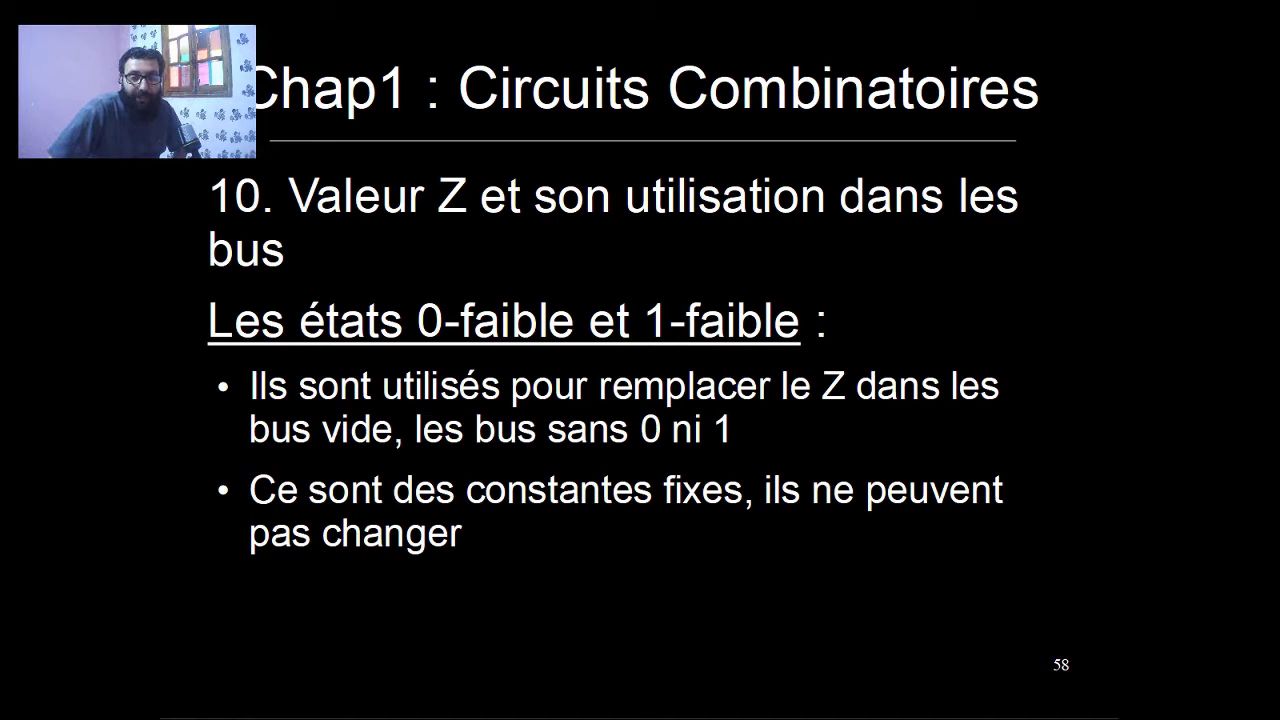 Chap1 : Circuits Combinatoires
10. Valeur Z et son utilisation dans les
bus
Les états 0-faible et 1-faible :
• Ils sont utilisés pour remplacer le Z dans les
bus vide, les bus sans 0 ni 1
• Ce sont des constantes fixes, ils ne peuvent
pas changer
58